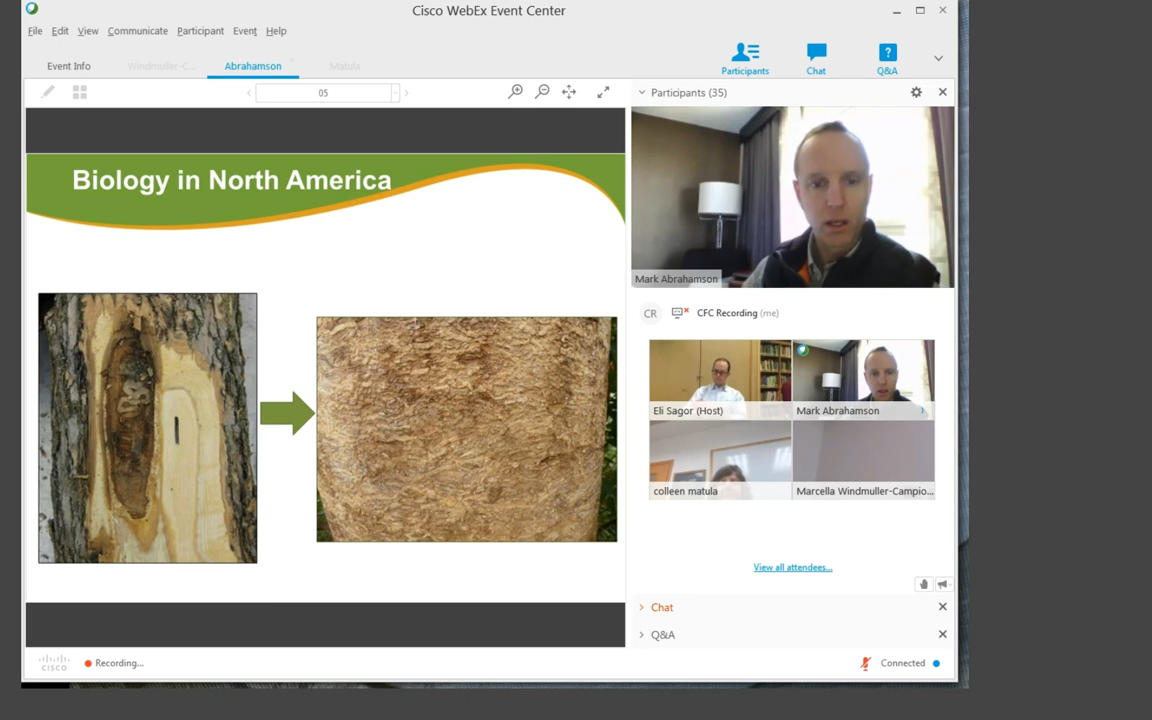 Cisco WebEx Event Center
File Edit View Communicate Participant Event Help
Event Info Windmuller-C... Abrahamson Matula
Participants Chat Q&A
05
Participants (35)
Biology in North America
Mark Abrahamson
CR CFC Recording (me)
Eli Sagor (Host) Mark Abrahamson
colleen matula Marcella Windmuller-Campio...
View all attendees...
Chat
Q&A
CISCO Recording... Connected